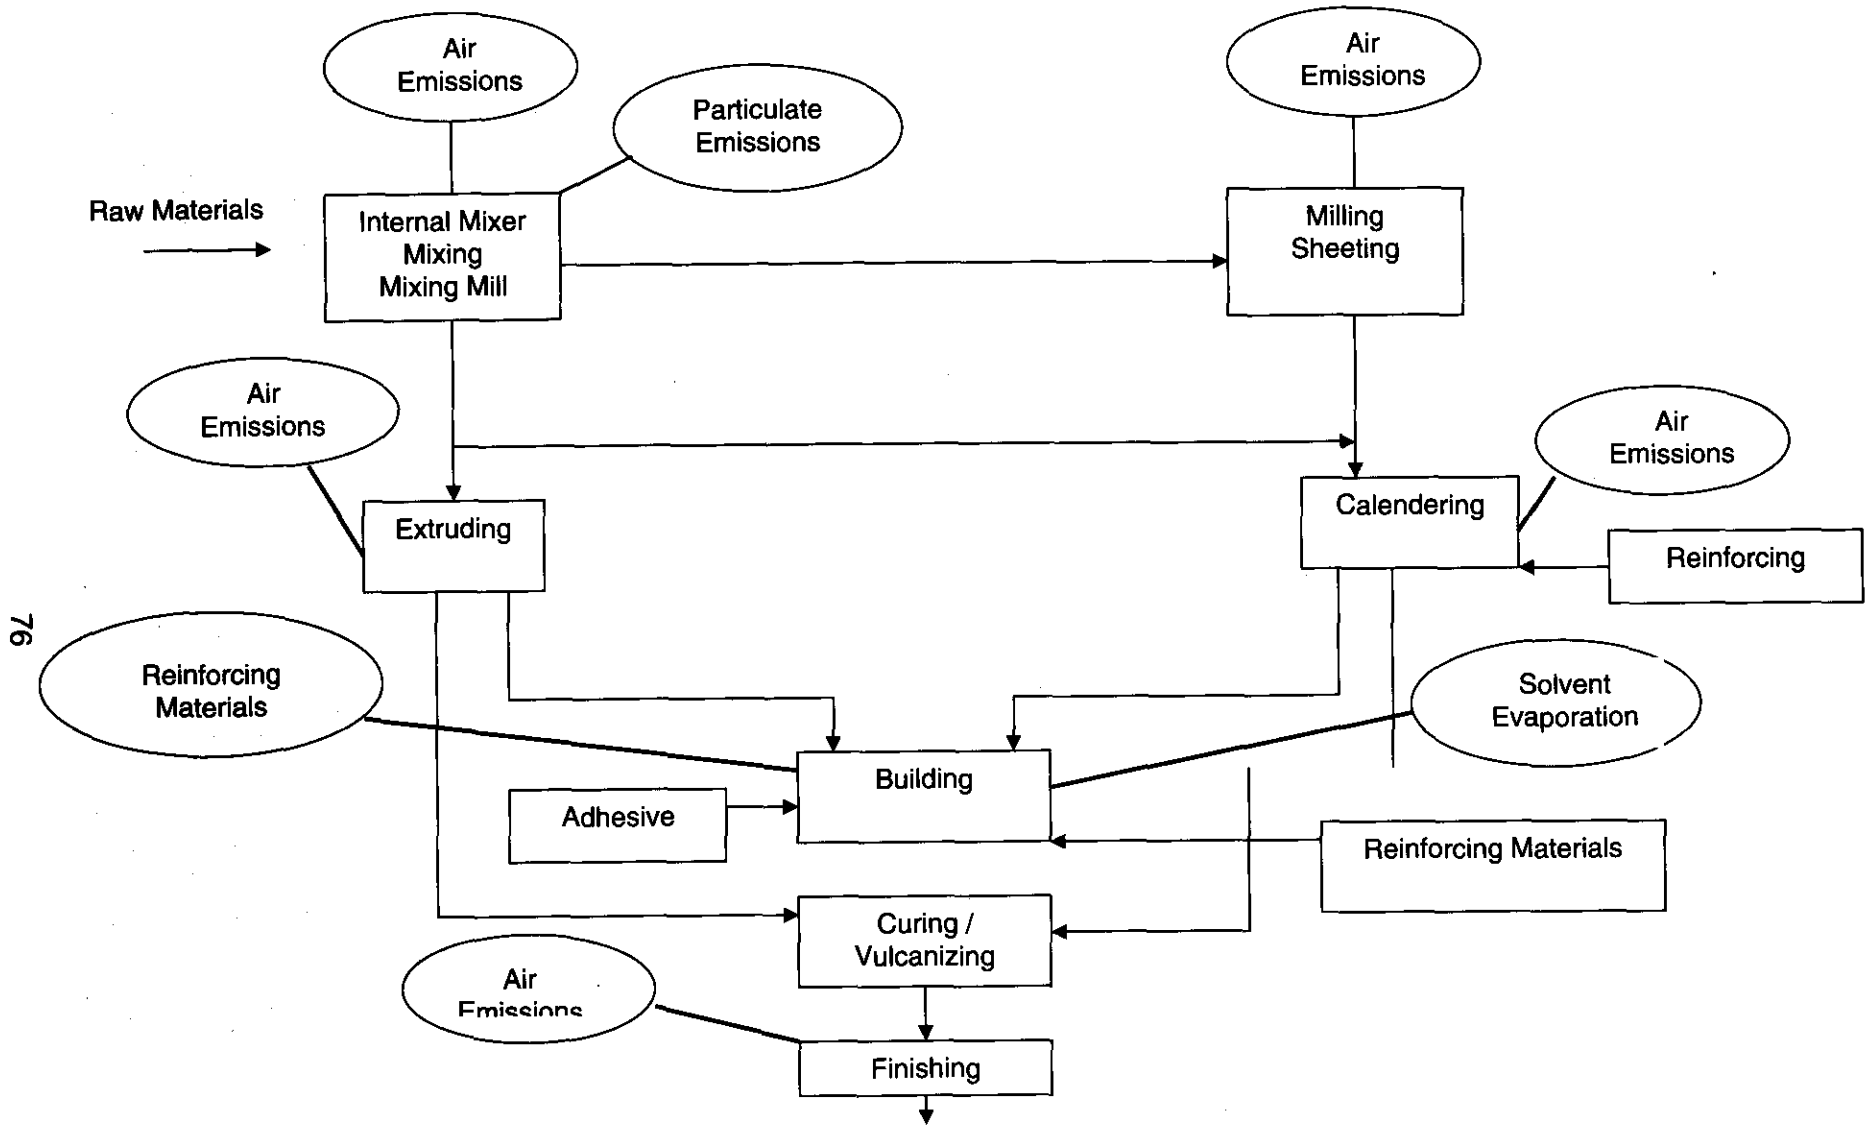 Air
Emissions
Particulate
Emissions
Air
Emissions
Raw Materials
Internal Mixer
Mixing
Mixing Mill
Milling
Sheeting
Air
Emissions
Air
Emissions
Extruding
Calendering
Reinforcing
76
Reinforcing
Materials
Solvent
Evaporation
Building
Adhesive
Reinforcing Materials
Curing /
Vulcanizing
Air
Emissions
Finishing